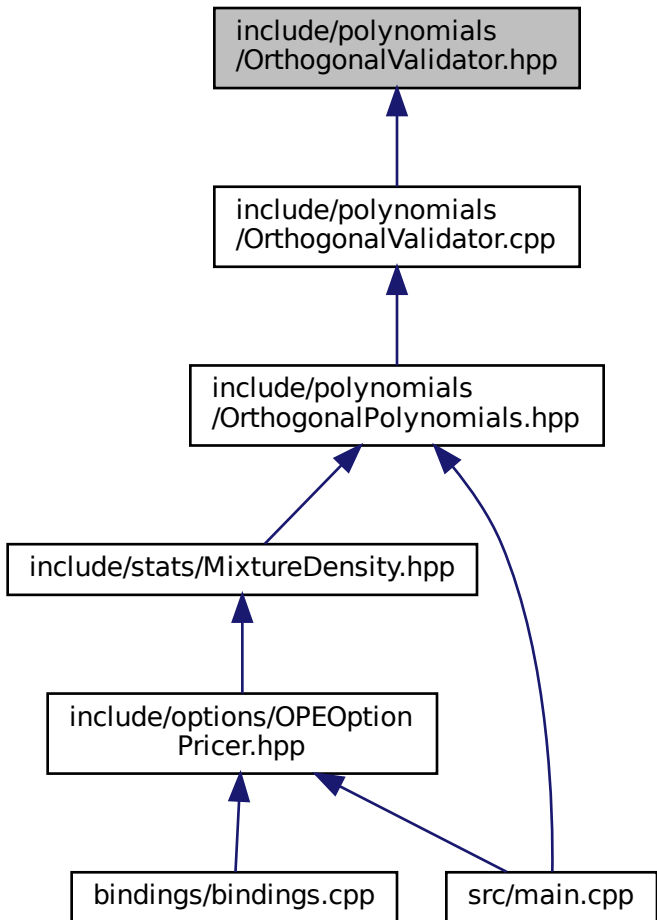 include/polynomials
/OrthogonalValidator.hpp
include/polynomials
/OrthogonalValidator.cpp
include/polynomials
/OrthogonalPolynomials.hpp
include/stats/MixtureDensity.hpp
include/options/OPEOption
Pricer.hpp
bindings/bindings.cpp
src/main.cpp